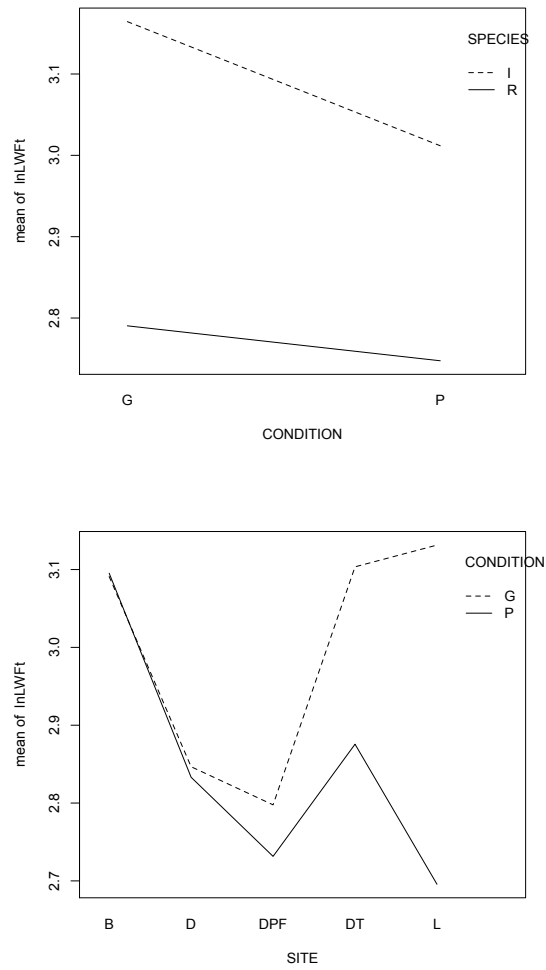 SPECIES
I
R
mean of lnLWFt
3.1
3.0
2.9
2.8
G P
CONDITION
CONDITION
G
P
mean of lnLWFt
3.1
3.0
2.9
2.8
2.7
B D DPF DT L
SITE